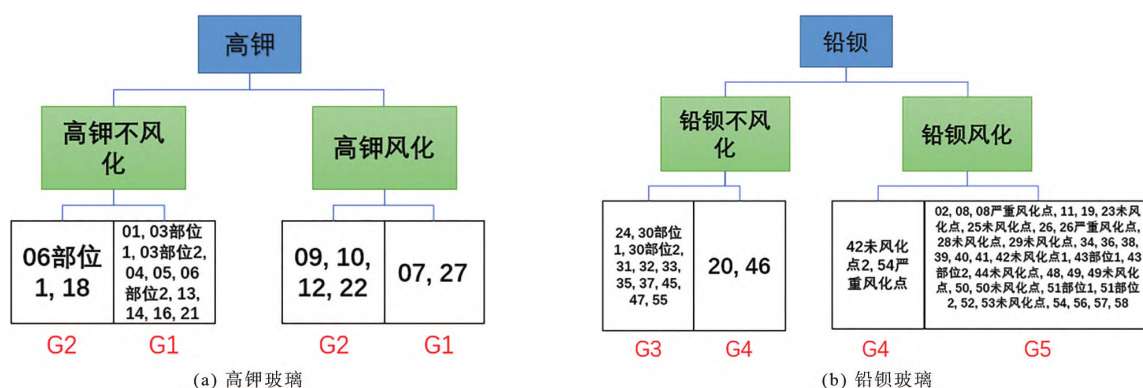 高钾
高钾不风
化
高钾风化
06部位
1, 18
01, 03部位
1, 03部位2,
04, 05, 06
部位2, 13,
14, 16, 21
09, 10,
12, 22
07, 27
G2
G1
G2
G1
(a) 高钾玻璃
铅钡
铅钡不风
化
铅钡风化
24, 30部位
1, 30部位2,
31, 32, 33,
35, 37, 45,
47, 55
20, 46
42未风化
点2, 54严
重风化点
02, 08, 08严重风化点, 11, 19, 23未风
化点, 25未风化点, 26, 26严重风化点,
28未风化点, 29未风化点, 34, 36, 38,
39, 40, 41, 42未风化点1, 43部位1, 43
部位2, 44未风化点, 48, 49, 49未风化
点, 50, 50未风化点, 51部位1, 51部位
2, 52, 53未风化点, 54, 56, 57, 58
G3
G4
G4
G5
(b) 铅钡玻璃